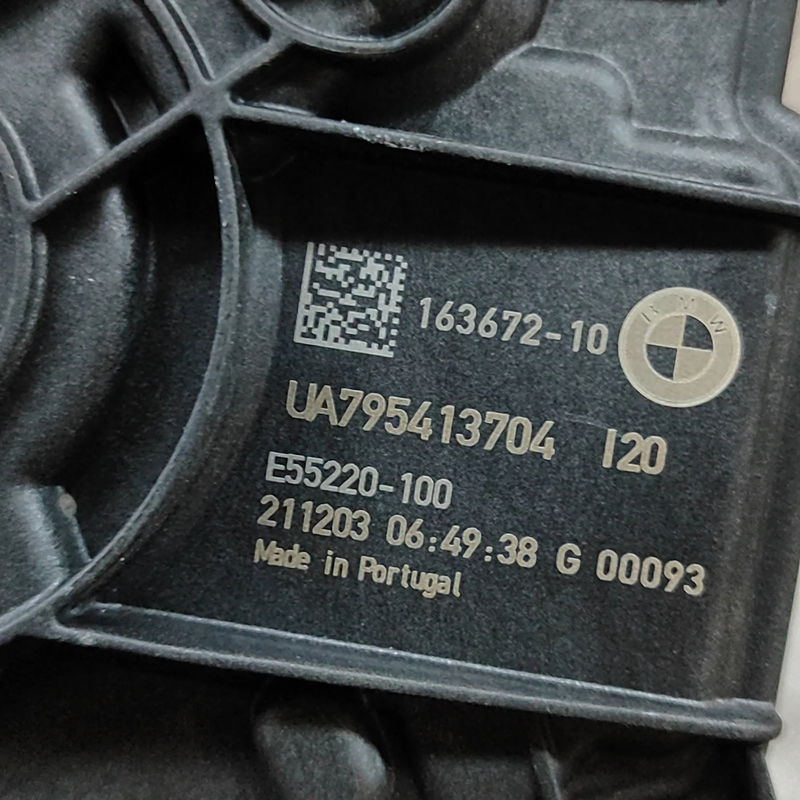 163672-10
BMW
UA795413704 I20
E55220-100
211203 06:49:38 G 00093
Made in Portugal